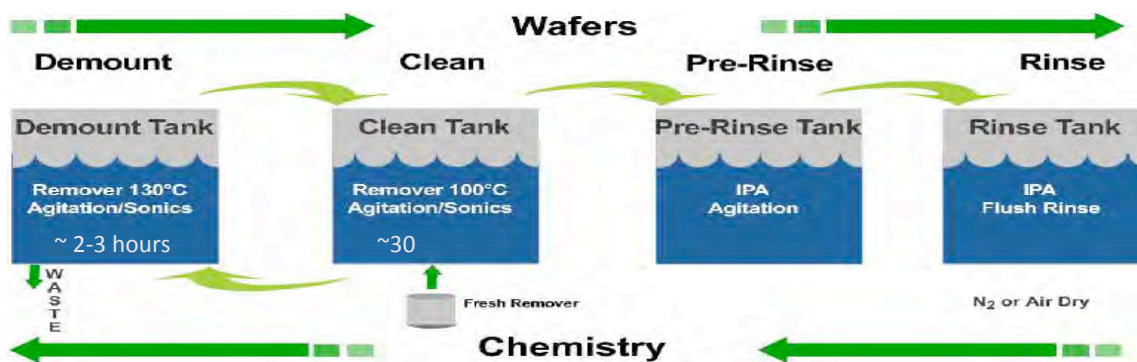 Wafers
Demount
Clean
Pre-Rinse
Rinse
Demount Tank
Remover 130°C
Agitation/Sonics
~ 2-3 hours
Clean Tank
Remover 100°C
Agitation/Sonics
~30
Pre-Rinse Tank
IPA
Agitation
Rinse Tank
IPA
Flush Rinse
WASTE
Fresh Remover
N₂ or Air Dry
Chemistry